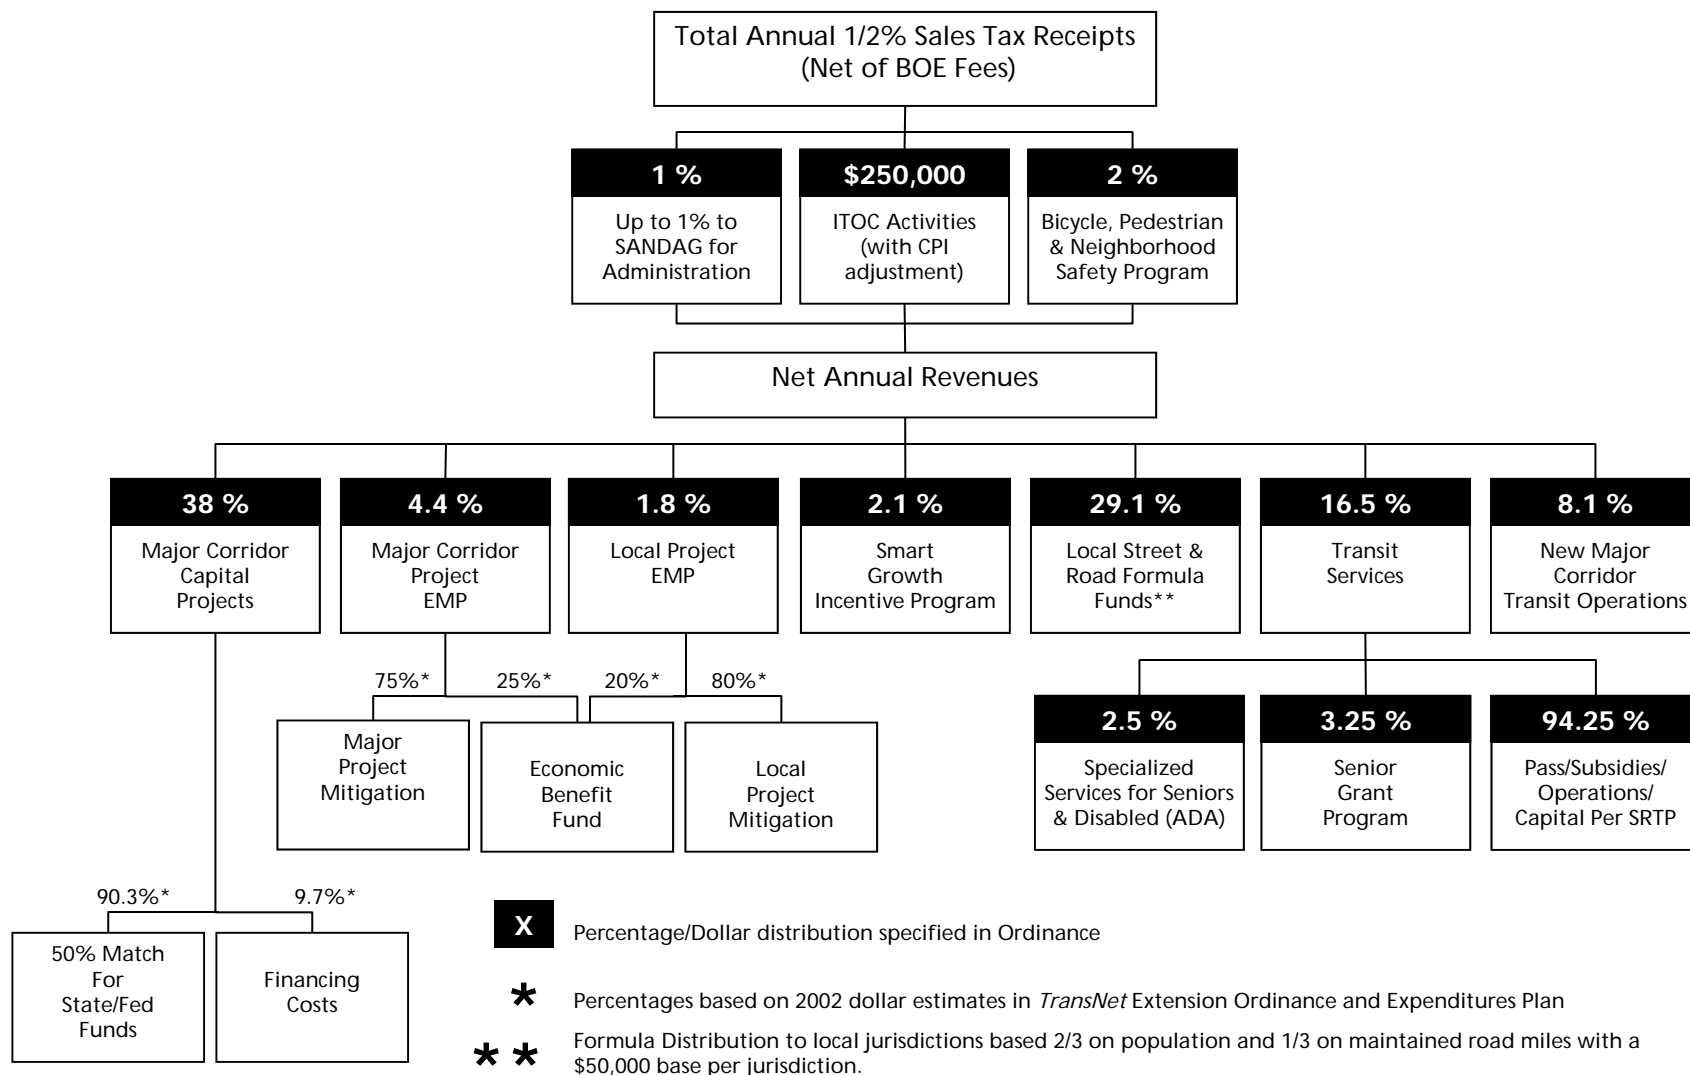 Total Annual 1/2% Sales Tax Receipts
(Net of BOE Fees)
1 %
Up to 1% to
SANDAG for
Administration
$250,000
ITOC Activities
(with CPI
adjustment)
2 %
Bicycle, Pedestrian
& Neighborhood
Safety Program
Net Annual Revenues
38 %
Major Corridor
Capital
Projects
4.4 %
Major Corridor
Project
EMP
1.8 %
Local Project
EMP
2.1 %
Smart
Growth
Incentive Program
29.1 %
Local Street &
Road Formula
Funds**
16.5 %
Transit
Services
8.1 %
New Major
Corridor
Transit Operations
75%*
25%*
20%*
80%*
Major
Project
Mitigation
Economic
Benefit
Fund
Local
Project
Mitigation
2.5 %
Specialized
Services for Seniors
& Disabled (ADA)
3.25 %
Senior
Grant
Program
94.25 %
Pass/Subsidies/
Operations/
Capital Per SRTP
90.3%*
9.7%*
50% Match
For
State/Fed
Funds
Financing
Costs
X Percentage/Dollar distribution specified in Ordinance
* Percentages based on 2002 dollar estimates in TransNet Extension Ordinance and Expenditures Plan
** Formula Distribution to local jurisdictions based 2/3 on population and 1/3 on maintained road miles with a
$50,000 base per jurisdiction.